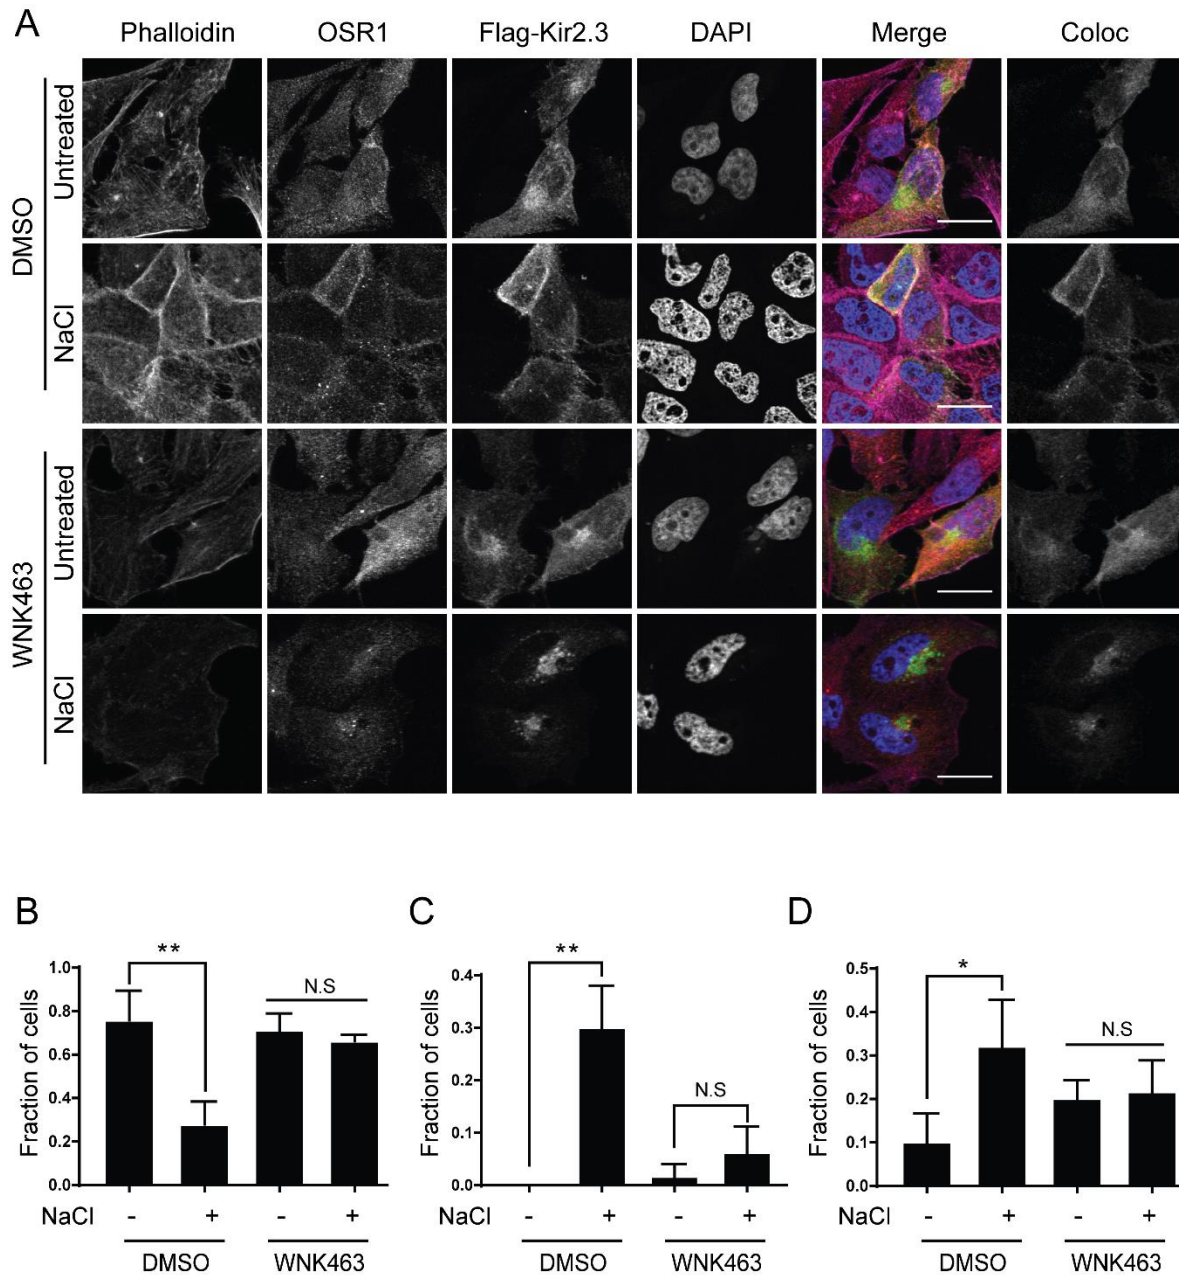 A
Phalloidin OSR1 Flag-Kir2.3 DAPI Merge Coloc
DMSO
Untreated
NaCl
WNK463
Untreated
NaCl
B
Fraction of cells
1.0
0.8
0.6
0.4
0.2
0.0
**
N.S
NaCl - + - +
DMSO WNK463
C
Fraction of cells
0.4
0.3
0.2
0.1
0.0
**
N.S
NaCl - + - +
DMSO WNK463
D
Fraction of cells
0.5
0.4
0.3
0.2
0.1
0.0
*
N.S
NaCl - + - +
DMSO WNK463